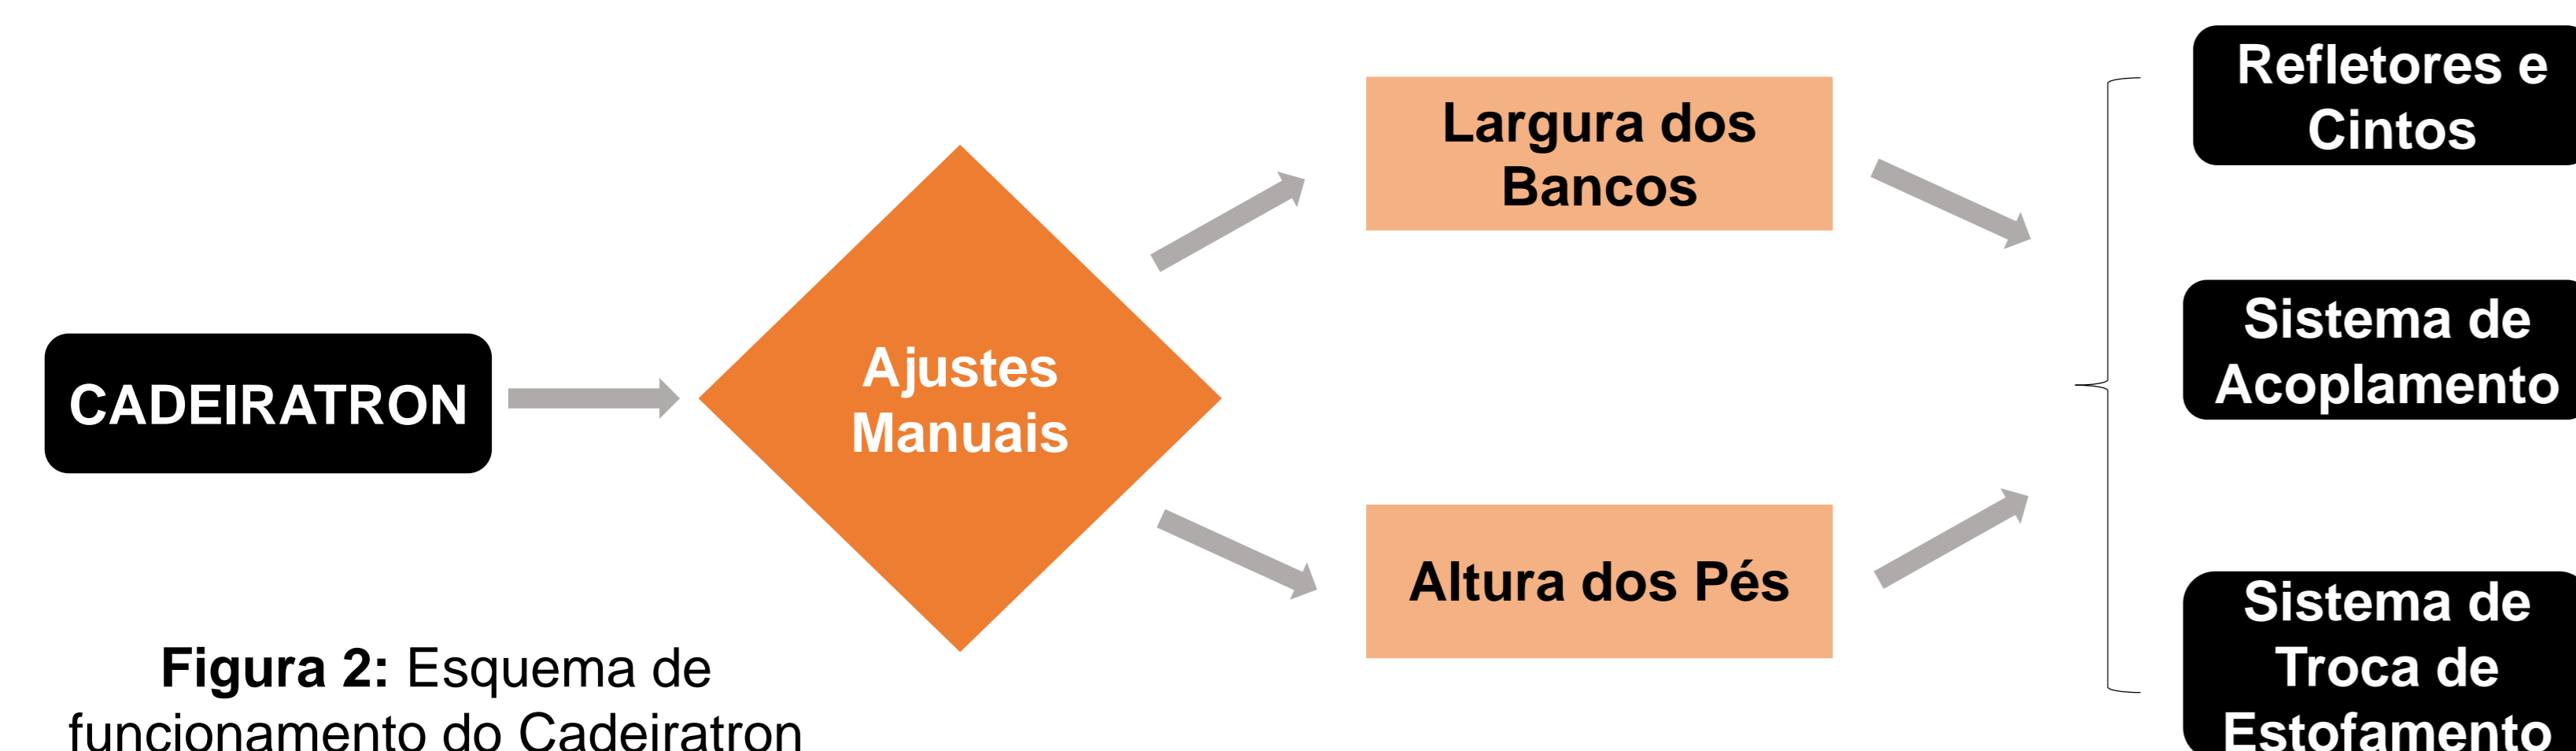 CADEIRATRON
Ajustes
Manuais
Largura dos
Bancos
Altura dos Pés
Refletores e
Cintos
Sistema de
Acoplamento
Sistema de
Troca de
Estofamento
Figura 2: Esquema de
funcionamento do Cadeiratron